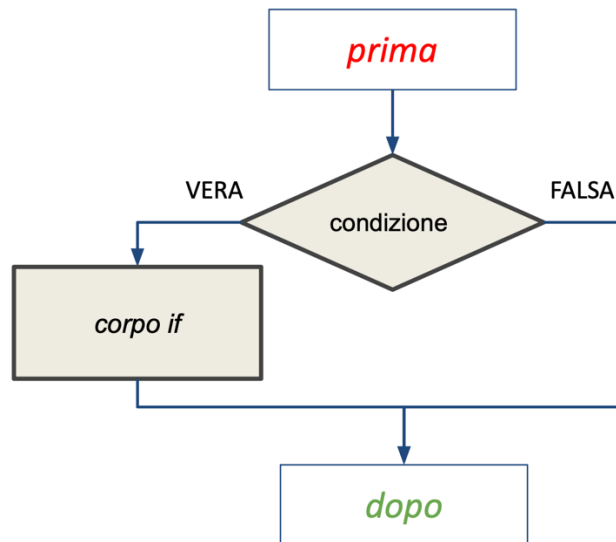 prima
VERA
FALSA
condizione
corpo if
dopo